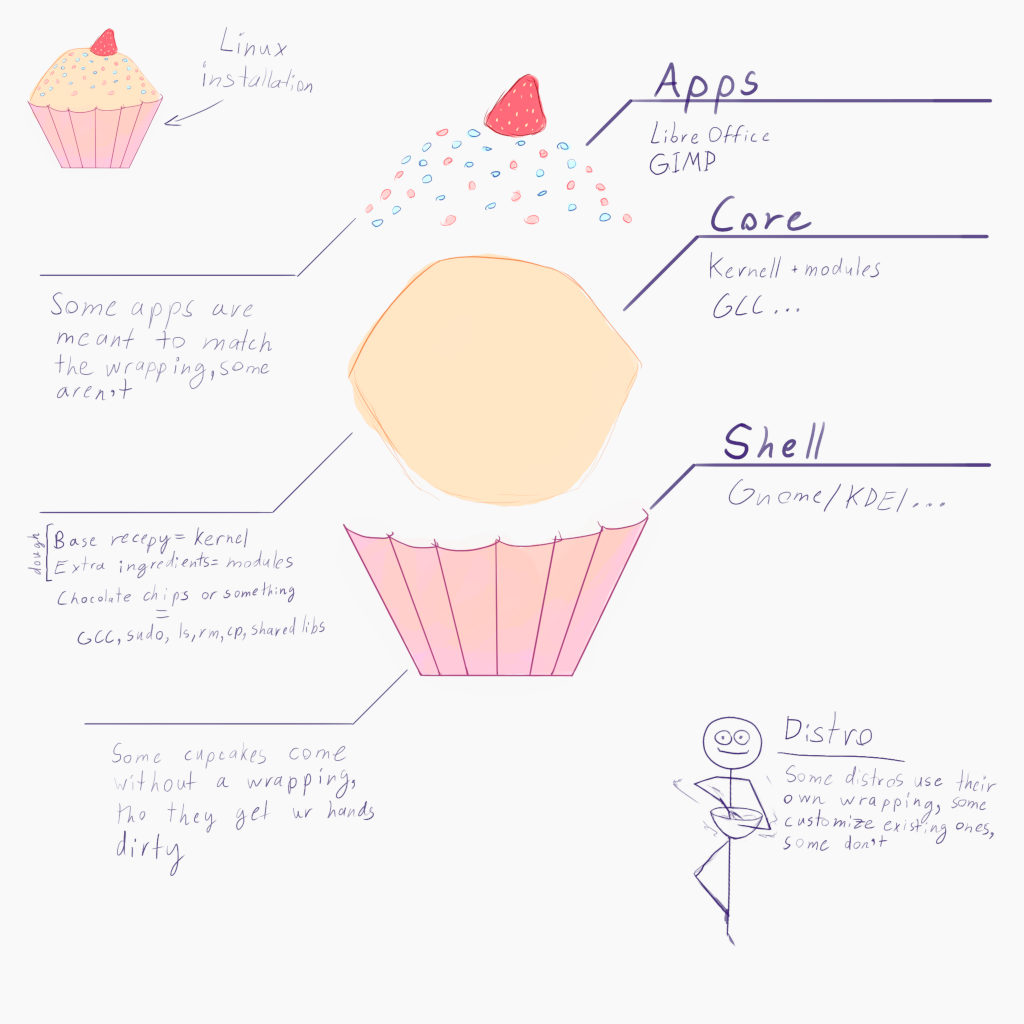 Linux
installation
Apps
Libre Office
GIMP
Core
Kernell + modules
GCC ...
Some apps are
meant to match
the wrapping, some
aren't
Shell
Gnome/KDE/...
dough
Base recepy = kernel
Extra ingredients = modules
Chocolate chips or something
=
GCC, sudo, ls, rm, cp, shared libs
Some cupcakes come
without a wrapping,
tho they get ur hands
dirty
Distro
Some distros use their
own wrapping, some
customize existing ones,
some don't